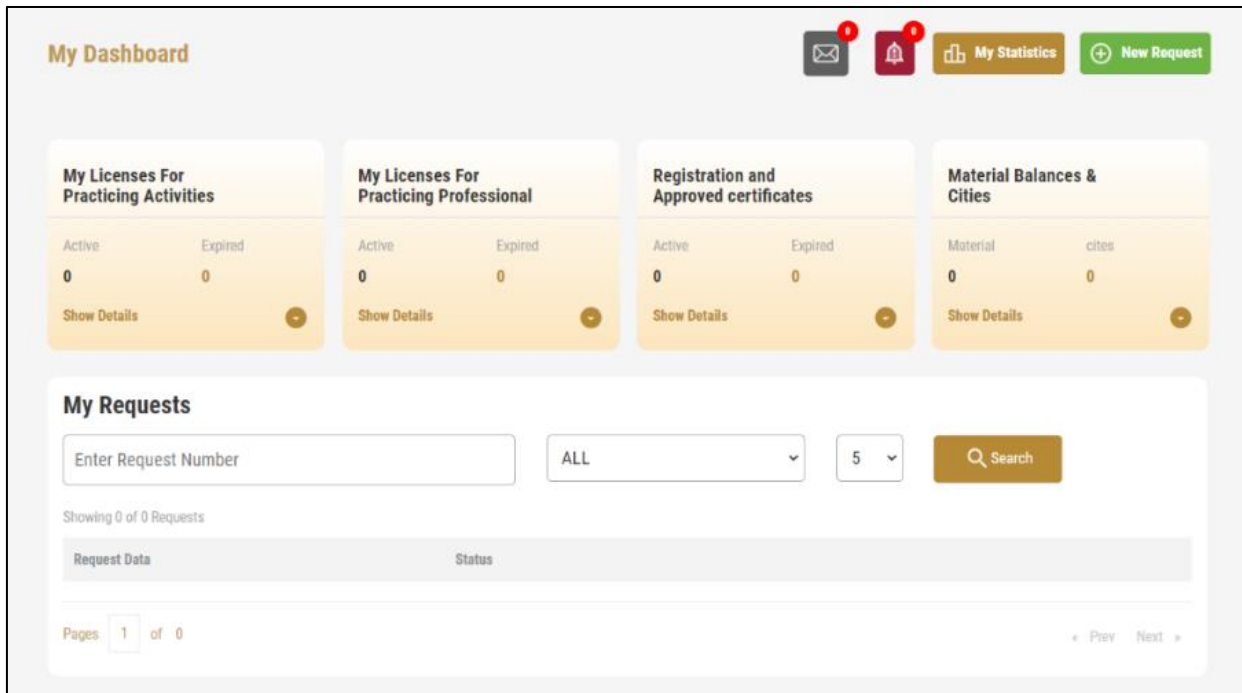 My Dashboard
0
0
My Statistics
New Request
My Licenses For
Practicing Activities
Active Expired
0 0
Show Details
My Licenses For
Practicing Professional
Active Expired
0 0
Show Details
Registration and
Approved certificates
Active Expired
0 0
Show Details
Material Balances &
Cities
Material cites
0 0
Show Details
My Requests
Enter Request Number
ALL
5
Search
Showing 0 of 0 Requests
Request Data Status
Pages 1 of 0
« Prev Next »